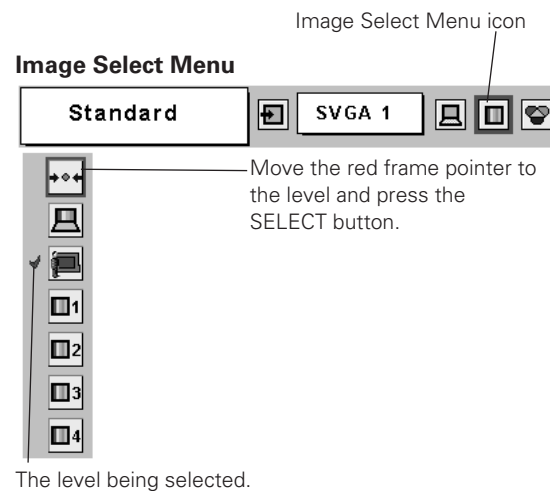 Image Select Menu icon
Image Select Menu
Standard
SVGA 1
Move the red frame pointer to
the level and press the
SELECT button.
1
2
3
4
The level being selected.